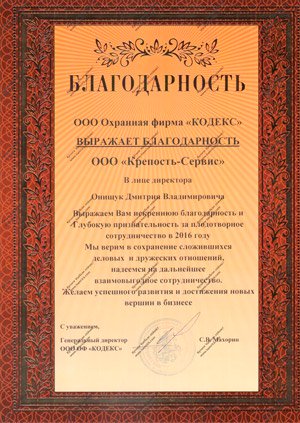 БЛАГОДАРНОСТЬ
ООО Охранная фирма «КОДЕКС»
ВЫРАЖАЕТ БЛАГОДАРНОСТЬ
ООО «Крепость-Сервис»
В лице директора
Онищук Дмитрия Владимировича
Выражаем Вам искреннюю благодарность и
Глубокую признательность за плодотворное
сотрудничество в 2016 году
Мы верим в сохранение сложившихся
деловых и дружеских отношений,
надеемся на дальнейшее
взаимовыгодное сотрудничество.
Желаем успешного развития и достижения новых
вершин в бизнесе
С уважением,
Генеральный директор
ООО ОФ «КОДЕКС»
С.В. Махорин